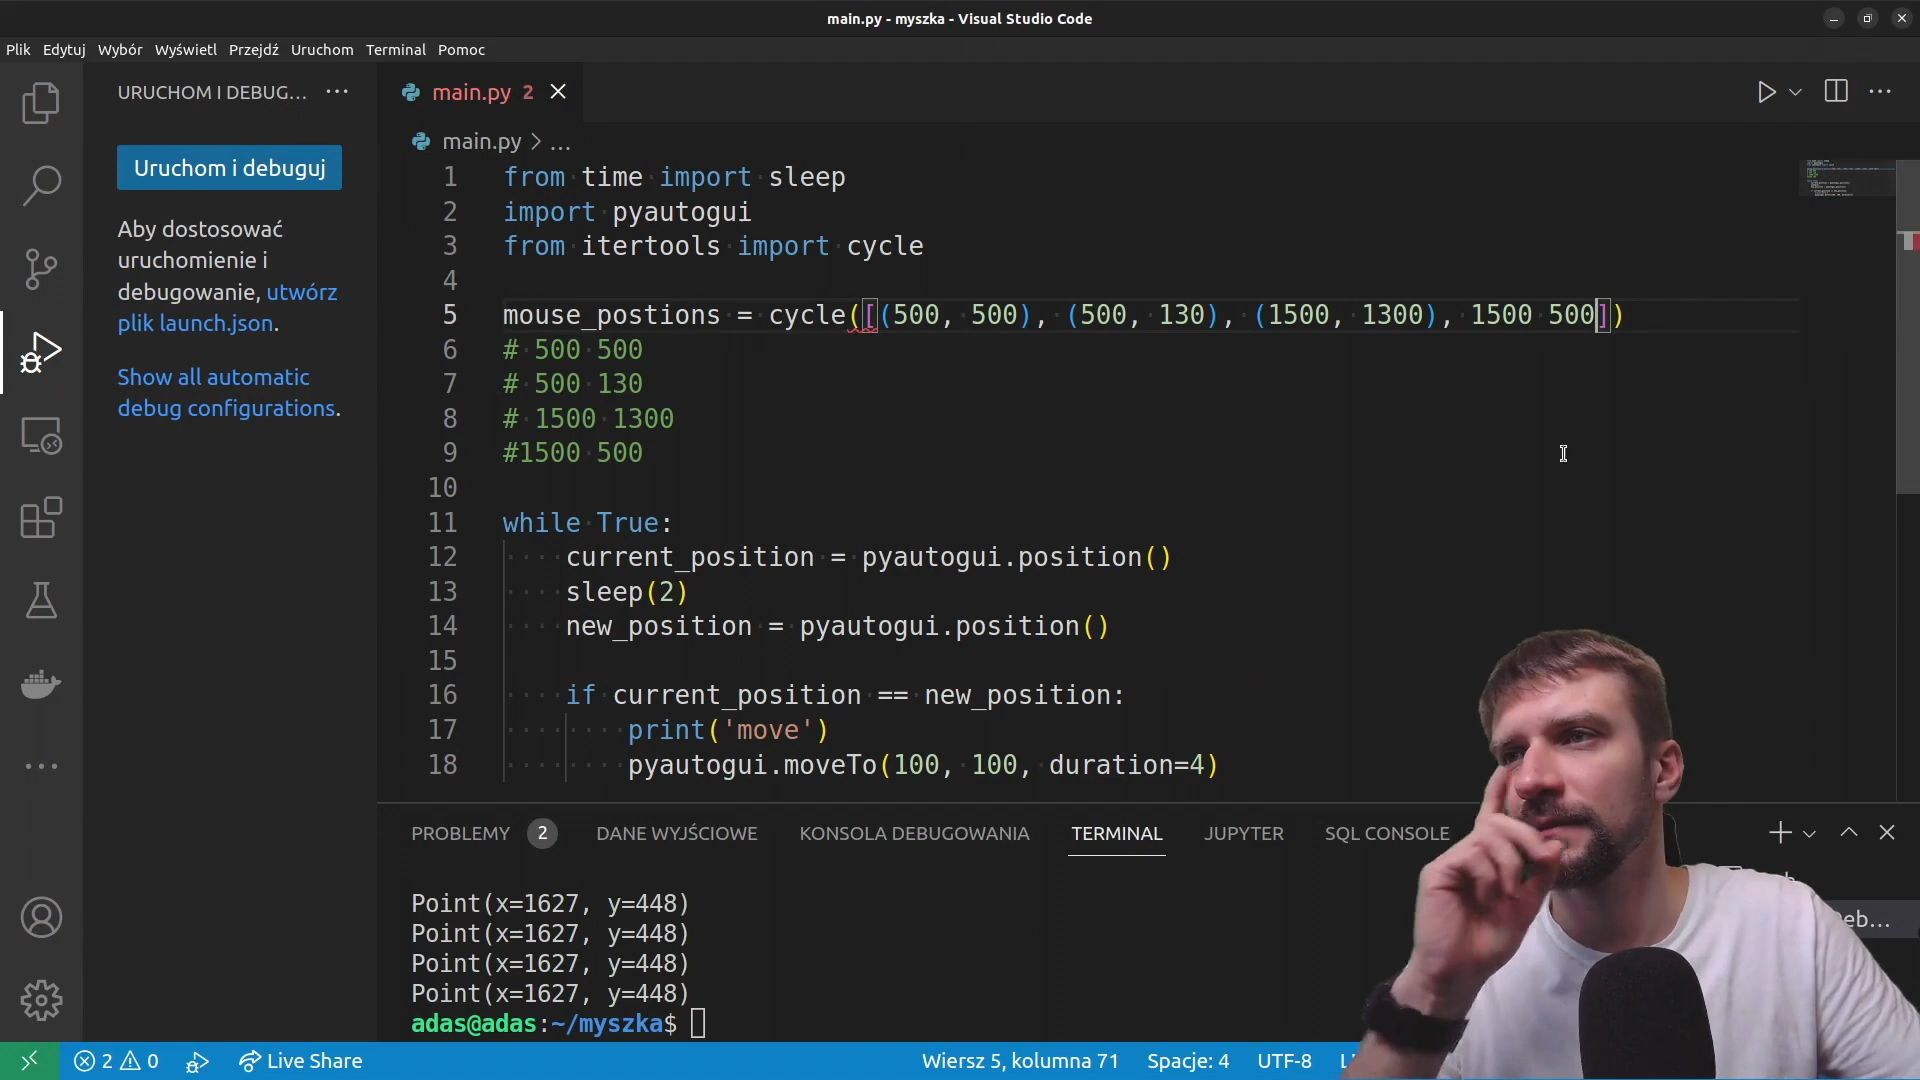 main.py - myszka - Visual Studio Code
Plik Edytuj Wybór Wyświetl Przejdź Uruchom Terminal Pomoc
URUCHOM I DEBUG... ...
main.py 2
Uruchom i debuguj
Aby dostosować
uruchomienie i
debugowanie, utwórz
plik launch.json.
Show all automatic
debug configurations.
main.py > ...
1 from time import sleep
2 import pyautogui
3 from itertools import cycle
4
5 mouse_postions = cycle([(500, 500), (500, 130), (1500, 1300), 1500 500])
6 # 500 500
7 # 500 130
8 # 1500 1300
9 #1500 500
10
11 while True:
12 current_position = pyautogui.position()
13 sleep(2)
14 new_position = pyautogui.position()
15
16 if current_position == new_position:
17 print('move')
18 pyautogui.moveTo(100, 100, duration=4)
PROBLEMY 2 DANE WYJŚCIOWE KONSOLA DEBUGOWANIA TERMINAL JUPYTER SQL CONSOLE
Point(x=1627, y=448)
Point(x=1627, y=448)
Point(x=1627, y=448)
Point(x=1627, y=448)
adas@adas:~/myszka$
2 0 Live Share Wiersz 5, kolumna 71 Spacje: 4 UTF-8